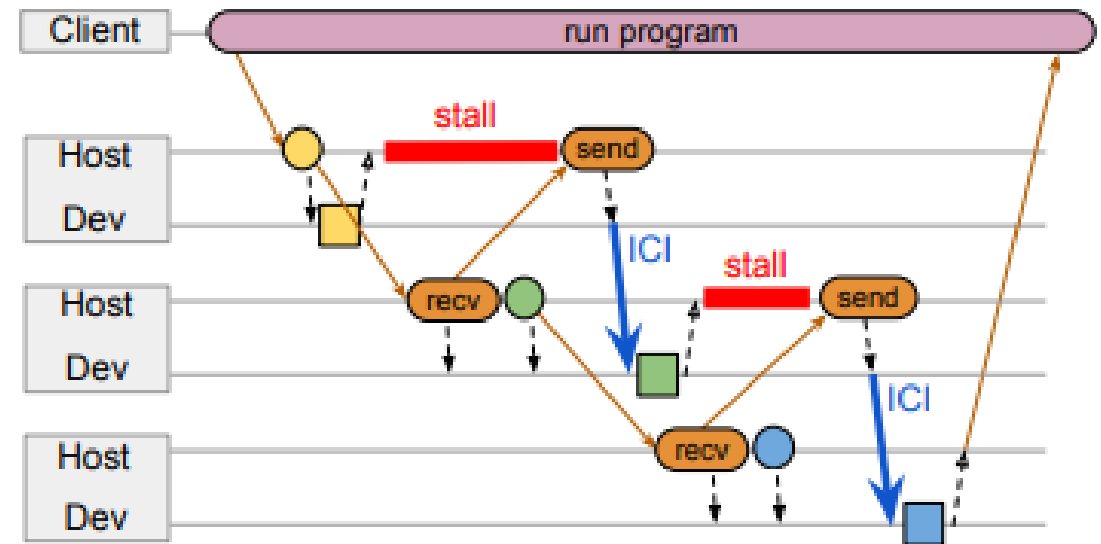 Client
run program
stall
Host
send
Dev
ICI
stall
Host
recv
send
Dev
ICI
Host
recv
Dev